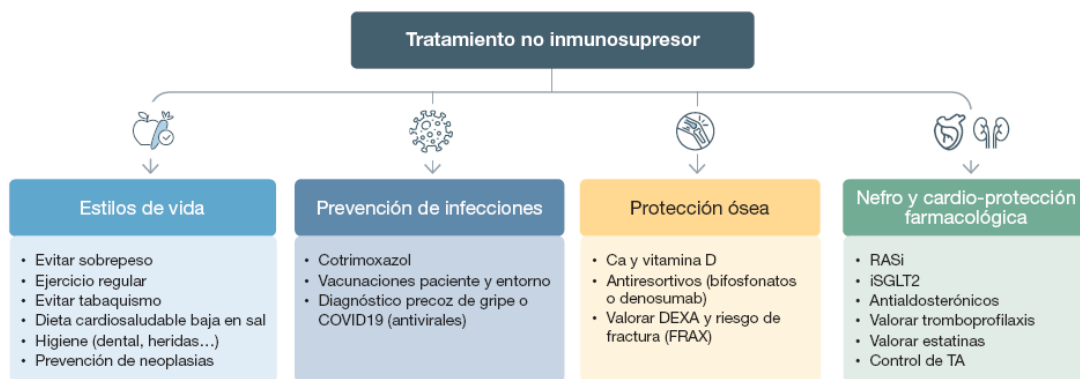 Tratamiento no inmunosupresor
Estilos de vida
• Evitar sobrepeso
• Ejercicio regular
• Evitar tabaquismo
• Dieta cardiosaludable baja en sal
• Higiene (dental, heridas…)
• Prevención de neoplasias
Prevención de infecciones
• Cotrimoxazol
• Vacunaciones paciente y entorno
• Diagnóstico precoz de gripe o
COVID19 (antivirales)
Protección ósea
• Ca y vitamina D
• Antiresortivos (bifosfonatos
o denosumab)
• Valorar DEXA y riesgo de
fractura (FRAX)
Nefro y cardio-protección
farmacológica
• RASi
• iSGLT2
• Antialdosterónicos
• Valorar tromboprofilaxis
• Valorar estatinas
• Control de TA